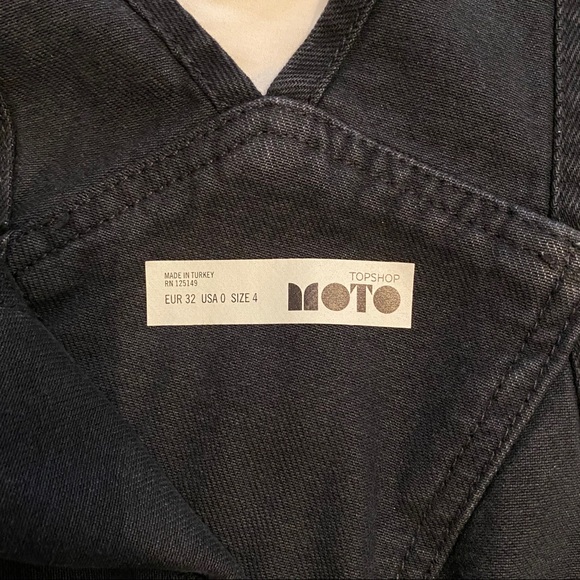 MADE IN TURKEY
RN 125149
EUR 32 USA 0 SIZE 4
TOPSHOP
MOTO